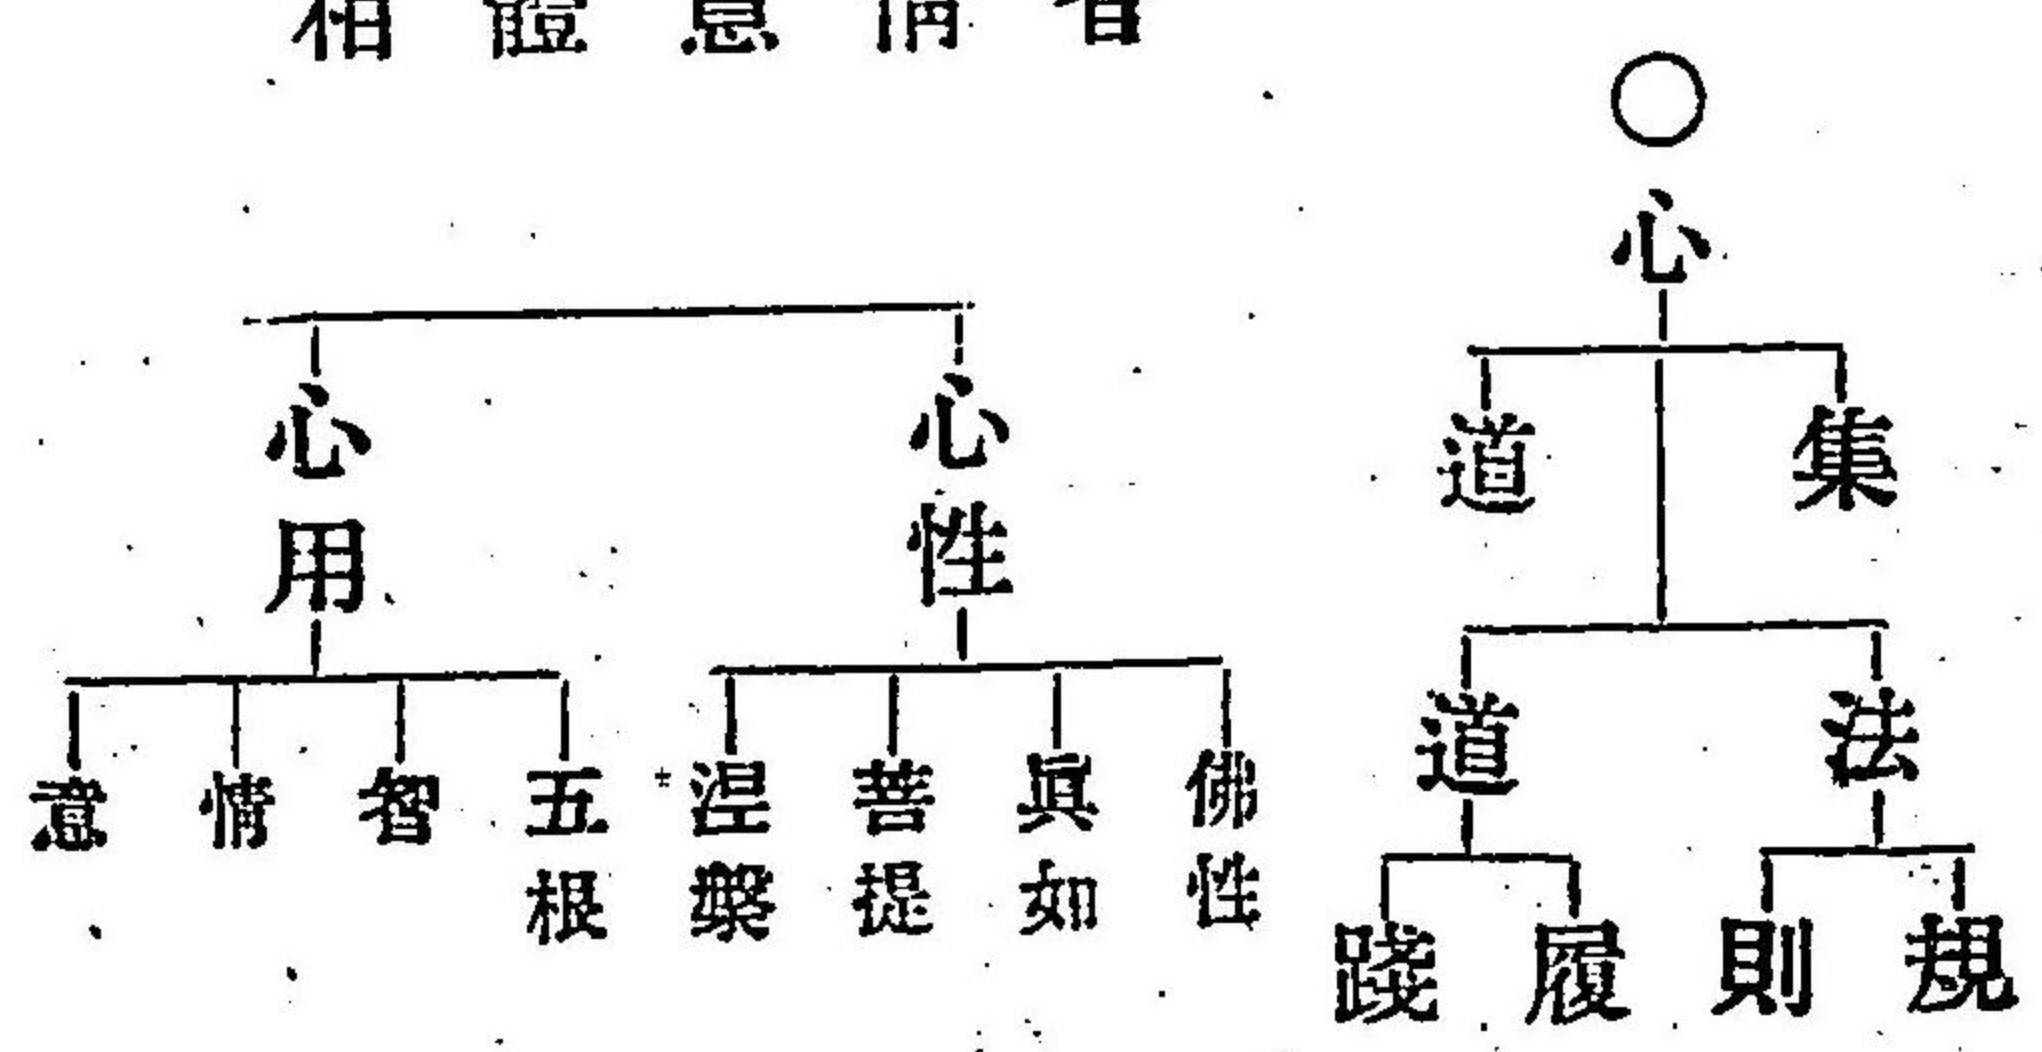 ○心
集
道
法
道
規
則
履
踐
心性
心用
佛性
眞如
菩提
涅槃
五根
智
情
意